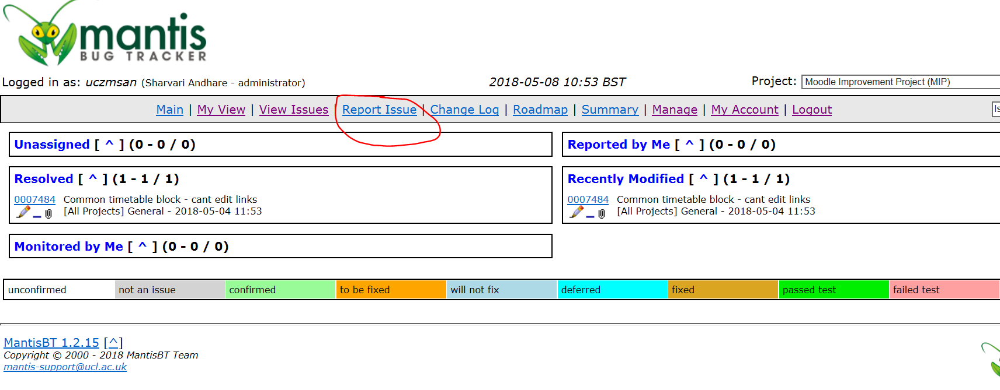 mantis
BUG TRACKER
Logged in as: uczmsan (Sharvari Andhare - administrator) 2018-05-08 10:53 BST Project: Moodle Improvement Project (MIP)
Main | My View | View Issues | Report Issue | Change Log | Roadmap | Summary | Manage | My Account | Logout
Unassigned [ ^ ] (0 - 0 / 0)
Reported by Me [ ^ ] (0 - 0 / 0)
Resolved [ ^ ] (1 - 1 / 1)
0007484 Common timetable block - cant edit links
[All Projects] General - 2018-05-04 11:53
Recently Modified [ ^ ] (1 - 1 / 1)
0007484 Common timetable block - cant edit links
[All Projects] General - 2018-05-04 11:53
Monitored by Me [ ^ ] (0 - 0 / 0)
unconfirmed not an issue confirmed to be fixed will not fix deferred fixed passed test failed test
MantisBT 1.2.15 [^]
Copyright © 2000 - 2018 MantisBT Team
mantis-support@ucl.ac.uk